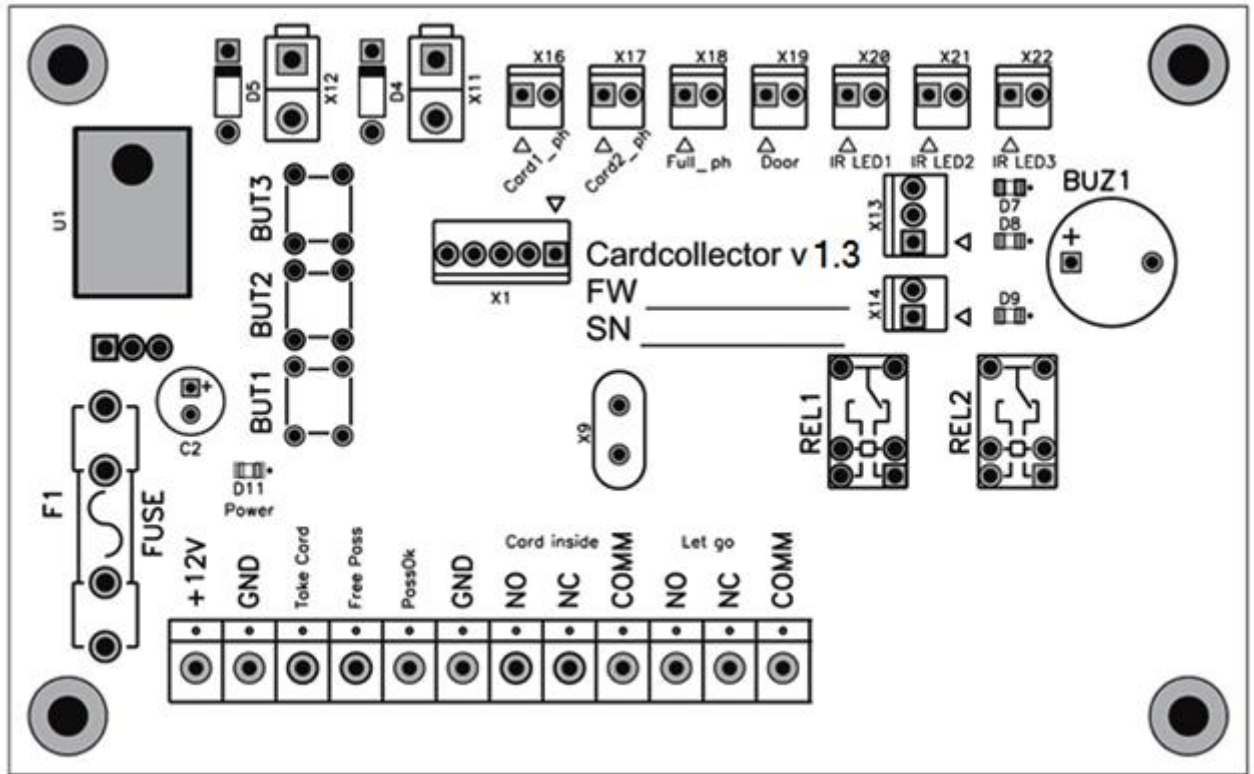 X16 X17 X18 X19 X20 X21 X22
D5 X12 D4 X11
Card1_ph Card2_ph Full_ph Door IR LED1 IR LED2 IR LED3
U1
BUT3
X13
D7
D8
BUZ1
+
X1
Cardcollector v 1.3
FW
SN
BUT2
X14
D9
BUT1
C2
+
X9
REL1
REL2
D11
Power
F1
FUSE
Card inside Let go
+12V GND Take Card Free Pass PassOk GND NO NC COMM NO NC COMM